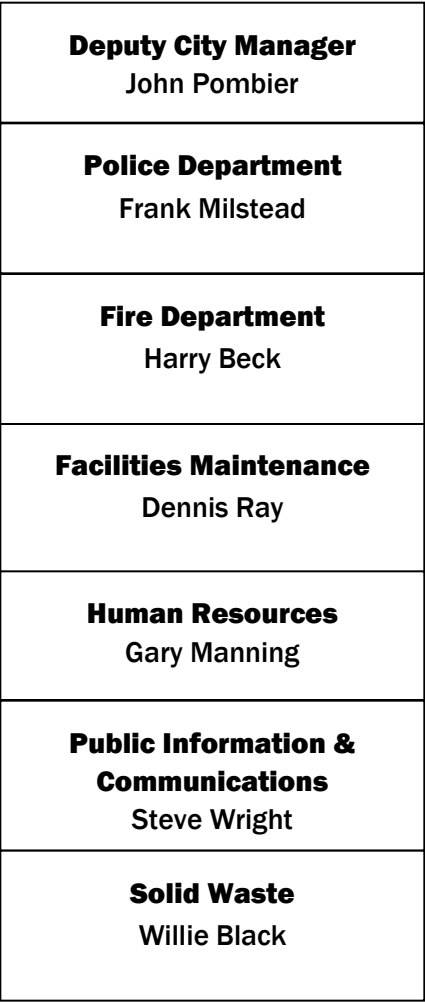 Deputy City Manager
John Pombier
Police Department
Frank Milstead
Fire Department
Harry Beck
Facilities Maintenance
Dennis Ray
Human Resources
Gary Manning
Public Information &
Communications
Steve Wright
Solid Waste
Willie Black